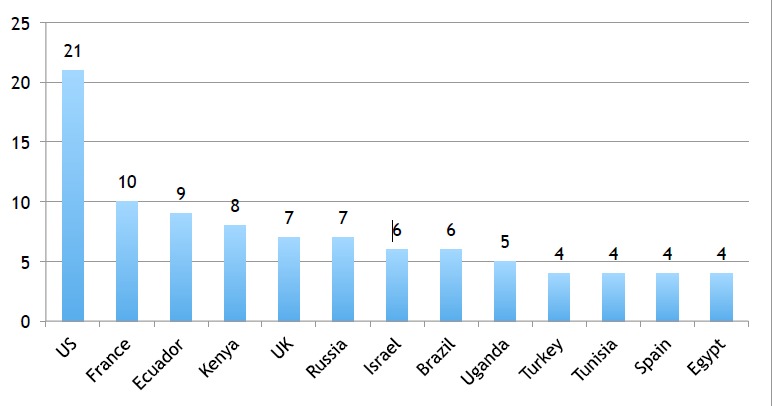 25
21
20
15
10
10
9
8
7
7
6
6
5
5
4
4
4
4
0
US
France
Ecuador
Kenya
UK
Russia
Israel
Brazil
Uganda
Turkey
Tunisia
Spain
Egypt